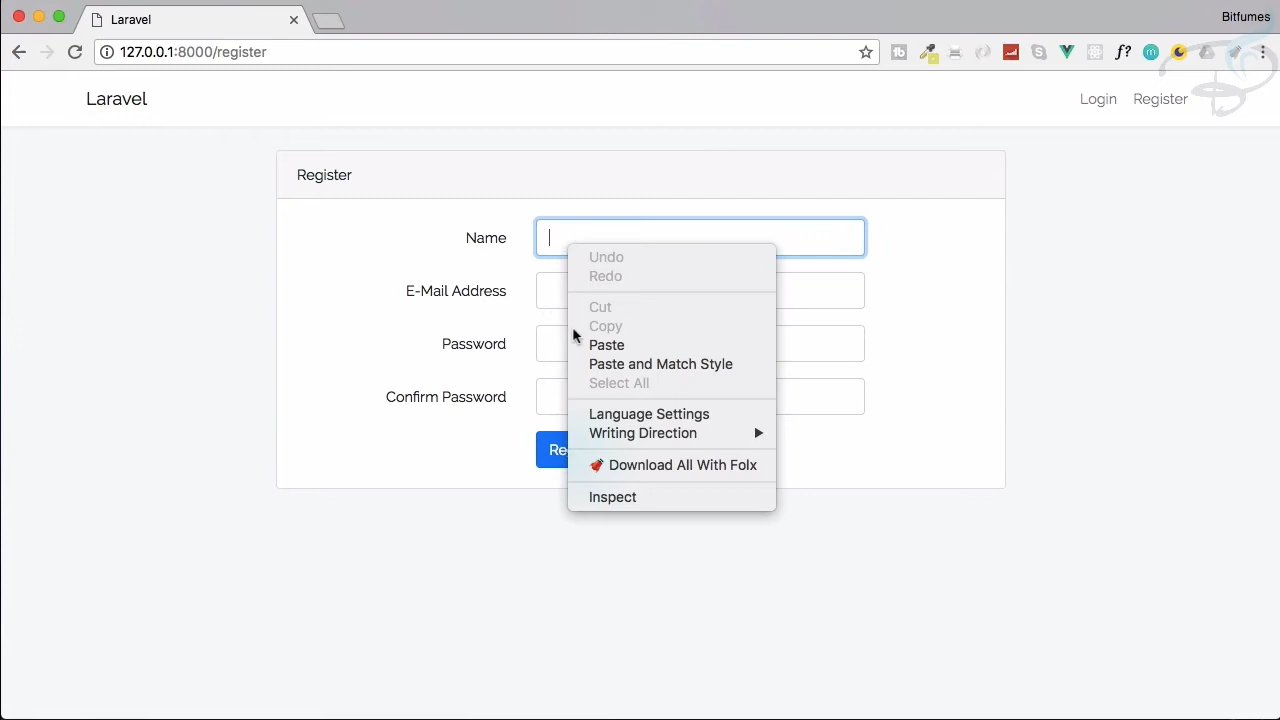 Laravel
Bitfumes
127.0.0.1:8000/register
Laravel
Login
Register
Register
Name
E-Mail Address
Password
Confirm Password
Re
Undo
Redo
Cut
Copy
Paste
Paste and Match Style
Select All
Language Settings
Writing Direction
Download All With Folx
Inspect